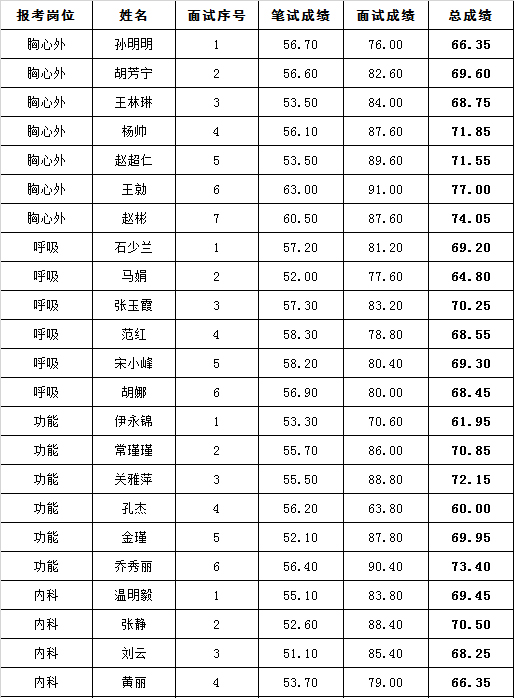 报考岗位 姓名 面试序号 笔试成绩 面试成绩 总成绩
胸心外 孙明明 1 56.70 76.00 66.35
胸心外 胡芳宁 2 56.60 82.60 69.60
胸心外 王林琳 3 53.50 84.00 68.75
胸心外 杨帅 4 56.10 87.60 71.85
胸心外 赵超仁 5 53.50 89.60 71.55
胸心外 王勍 6 63.00 91.00 77.00
胸心外 赵彬 7 60.50 87.60 74.05
呼吸 石少兰 1 57.20 81.20 69.20
呼吸 马娟 2 52.00 77.60 64.80
呼吸 张玉霞 3 57.30 83.20 70.25
呼吸 范红 4 58.30 78.80 68.55
呼吸 宋小峰 5 58.20 80.40 69.30
呼吸 胡娜 6 56.90 80.00 68.45
功能 伊永锦 1 53.30 70.60 61.95
功能 常瑾瑾 2 55.70 86.00 70.85
功能 关雅萍 3 55.50 88.80 72.15
功能 孔杰 4 56.20 63.80 60.00
功能 金瑾 5 52.10 87.80 69.95
功能 乔秀丽 6 56.40 90.40 73.40
内科 温明毅 1 55.10 83.80 69.45
内科 张静 2 52.60 88.40 70.50
内科 刘云 3 51.10 85.40 68.25
内科 黄丽 4 53.70 79.00 66.35